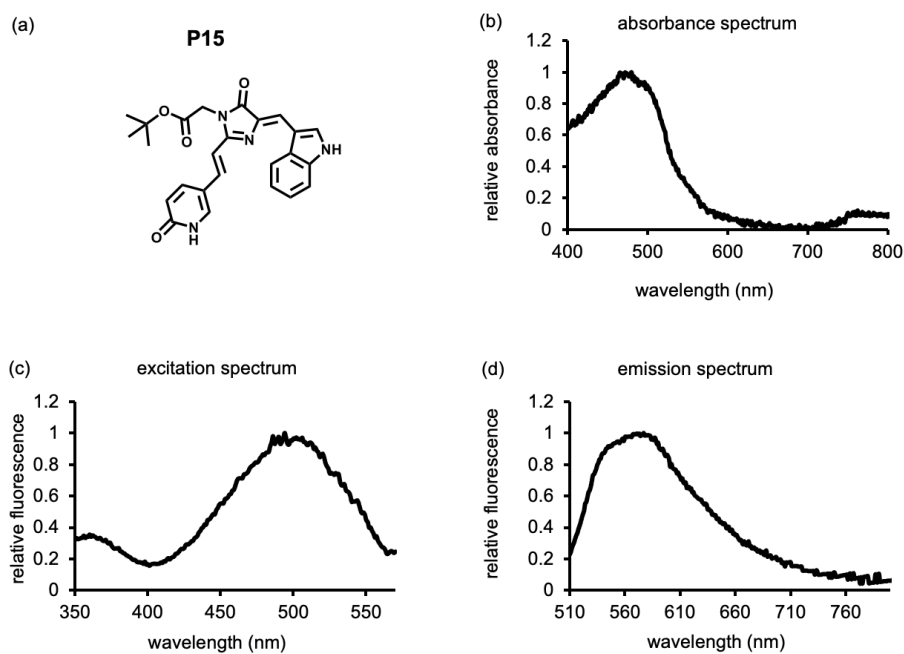 (a)
P15
O
O
N
O
N
NH
O
N
H
(b)
absorbance spectrum
relative absorbance
1.2
1
0.8
0.6
0.4
0.2
0
400 500 600 700 800
wavelength (nm)
(c)
excitation spectrum
relative fluorescence
1.2
1
0.8
0.6
0.4
0.2
0
350 400 450 500 550
wavelength (nm)
(d)
emission spectrum
relative fluorescence
1.2
1
0.8
0.6
0.4
0.2
0
510 560 610 660 710 760
wavelength (nm)